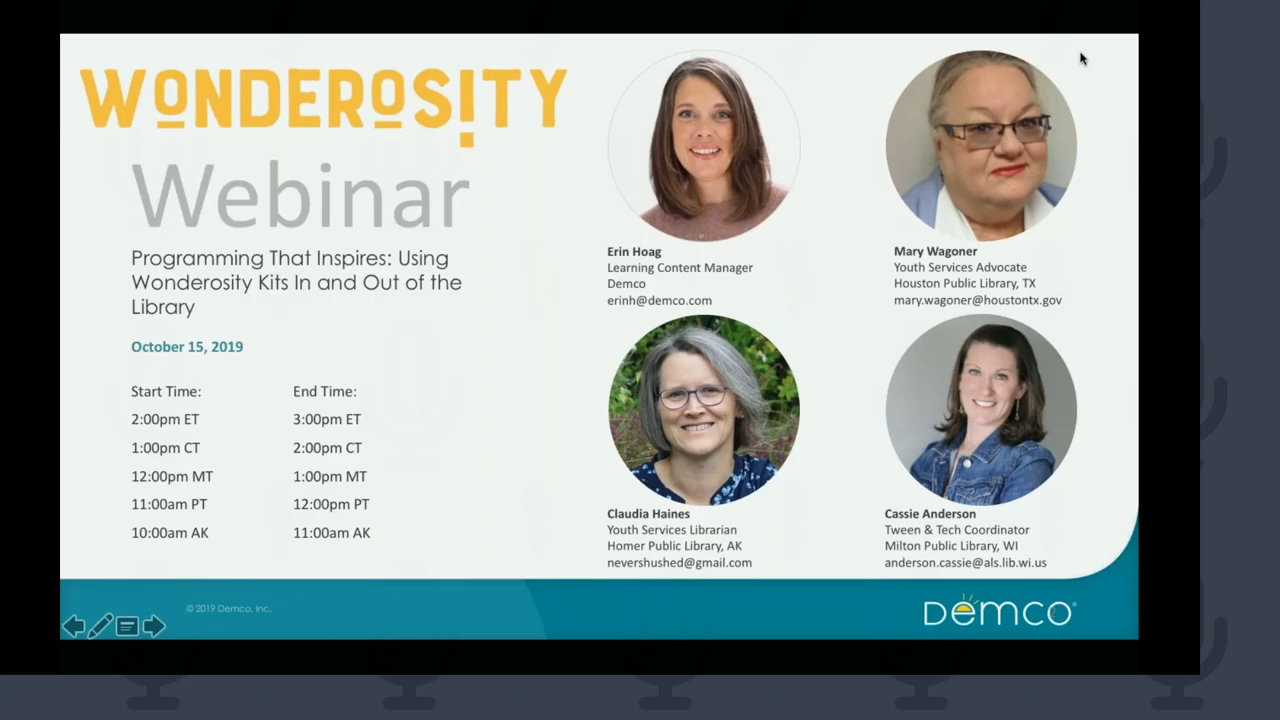 WONDEROSITY
Webinar
Programming That Inspires: Using
Wonderosity Kits In and Out of the
Library
October 15, 2019
Start Time: End Time:
2:00pm ET 3:00pm ET
1:00pm CT 2:00pm CT
12:00pm MT 1:00pm MT
11:00am PT 12:00pm PT
10:00am AK 11:00am AK
Erin Hoag
Learning Content Manager
Demco
erinh@demco.com
Mary Wagoner
Youth Services Advocate
Houston Public Library, TX
mary.wagoner@houstontx.gov
Claudia Haines
Youth Services Librarian
Homer Public Library, AK
nevershushed@gmail.com
Cassie Anderson
Tween & Tech Coordinator
Milton Public Library, WI
anderson.cassie@als.lib.wi.us
© 2019 Demco, Inc.
Demco